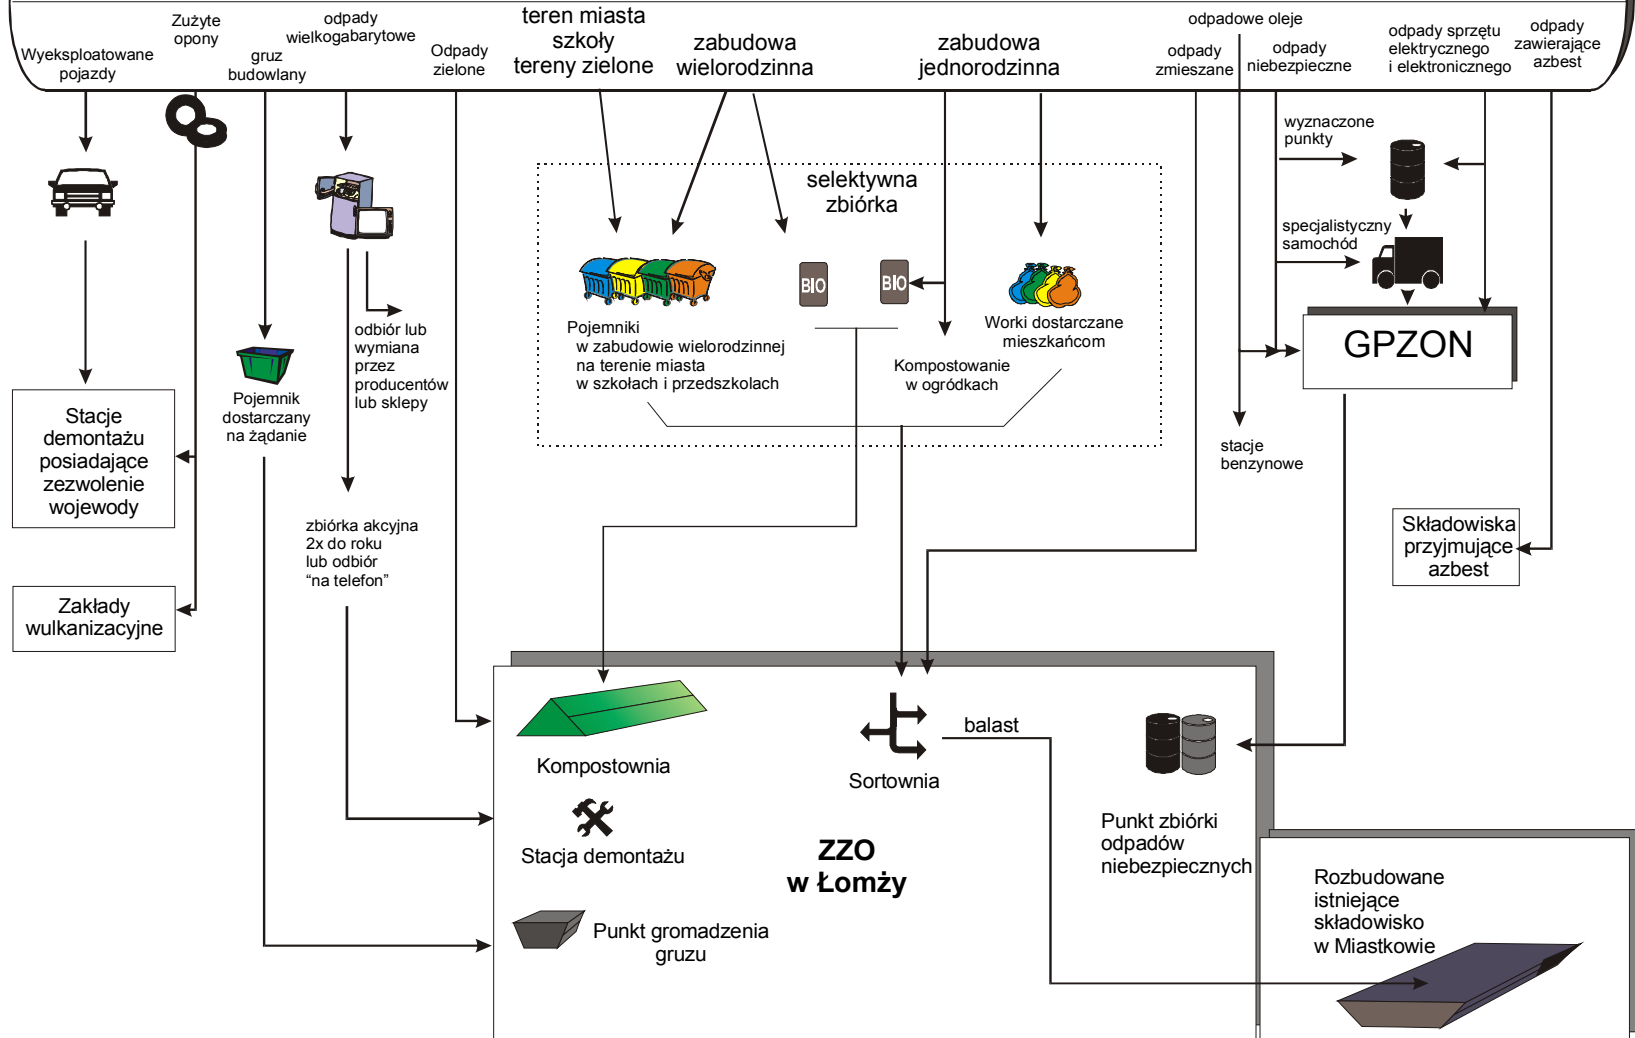 Wyeksploatowane
pojazdy
Zużyte
opony
gruz
budowlany
odpady
wielkogabarytowe
Odpady
zielone
teren miasta
szkoły
tereny zielone
zabudowa
wielorodzinna
zabudowa
jednorodzinna
odpadowe oleje
odpady
zmieszane
odpady
niebezpieczne
odpady sprzętu
elektrycznego
i elektronicznego
odpady
zawierające
azbest
wyznaczone
punkty
selektywna
zbiórka
specjalistyczny
samochód
BIO
BIO
Pojemniki
w zabudowie wielorodzinnej
na terenie miasta
w szkołach i przedszkolach
Worki dostarczane
mieszkańcom
Kompostowanie
w ogródkach
GPZON
odbiór lub
wymiana
przez
producentów
lub sklepy
Pojemnik
dostarczany
na żądanie
Stacje
demontażu
posiadające
zezwolenie
wojewody
stacje
benzynowe
zbiórka akcyjna
2x do roku
lub odbiór
“na telefon”
Składowiska
przyjmujące
azbest
Zakłady
wulkanizacyjne
balast
Kompostownia
Sortownia
Stacja demontażu
ZZO
w Łomży
Punkt zbiórki
odpadów
niebezpiecznych
Punkt gromadzenia
gruzu
Rozbudowane
istniejące
składowisko
w Miastkowie